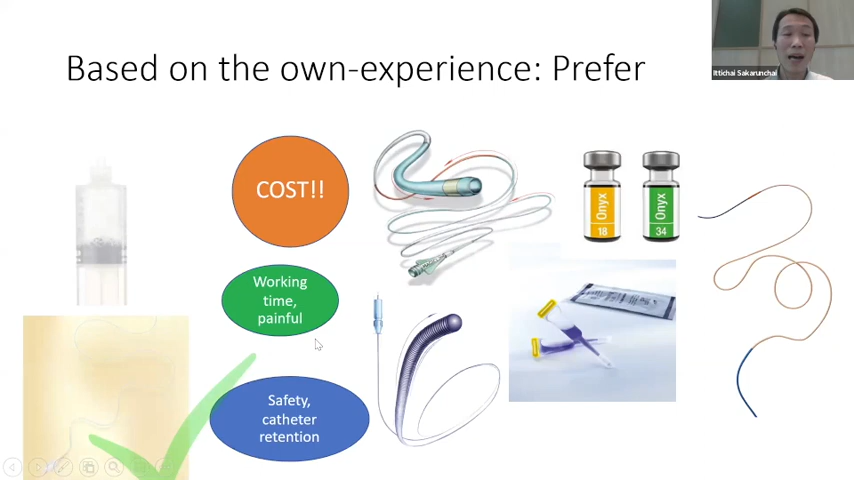 Based on the own-experience: Prefer
Ittichai Sakarunchai
COST!!
Working
time,
painful
Safety,
catheter
retention
Onyx
18
Onyx
34